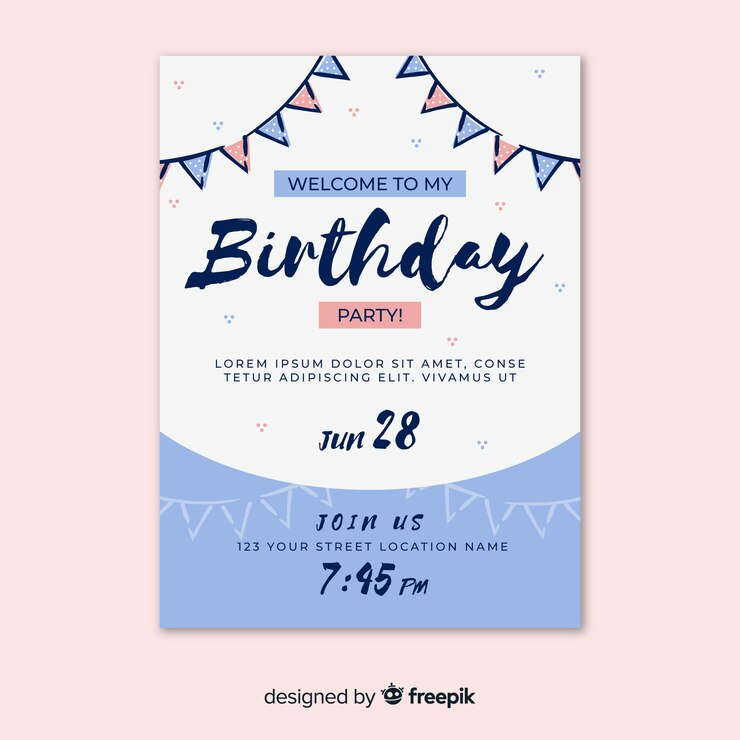 WELCOME TO MY
Birthday
PARTY!
LOREM IPSUM DOLOR SIT AMET, CONSE
TETUR ADIPISCING ELIT. VIVAMUS UT
Jun 28
JOIN US
123 YOUR STREET LOCATION NAME
7:45 PM
designed by freepik